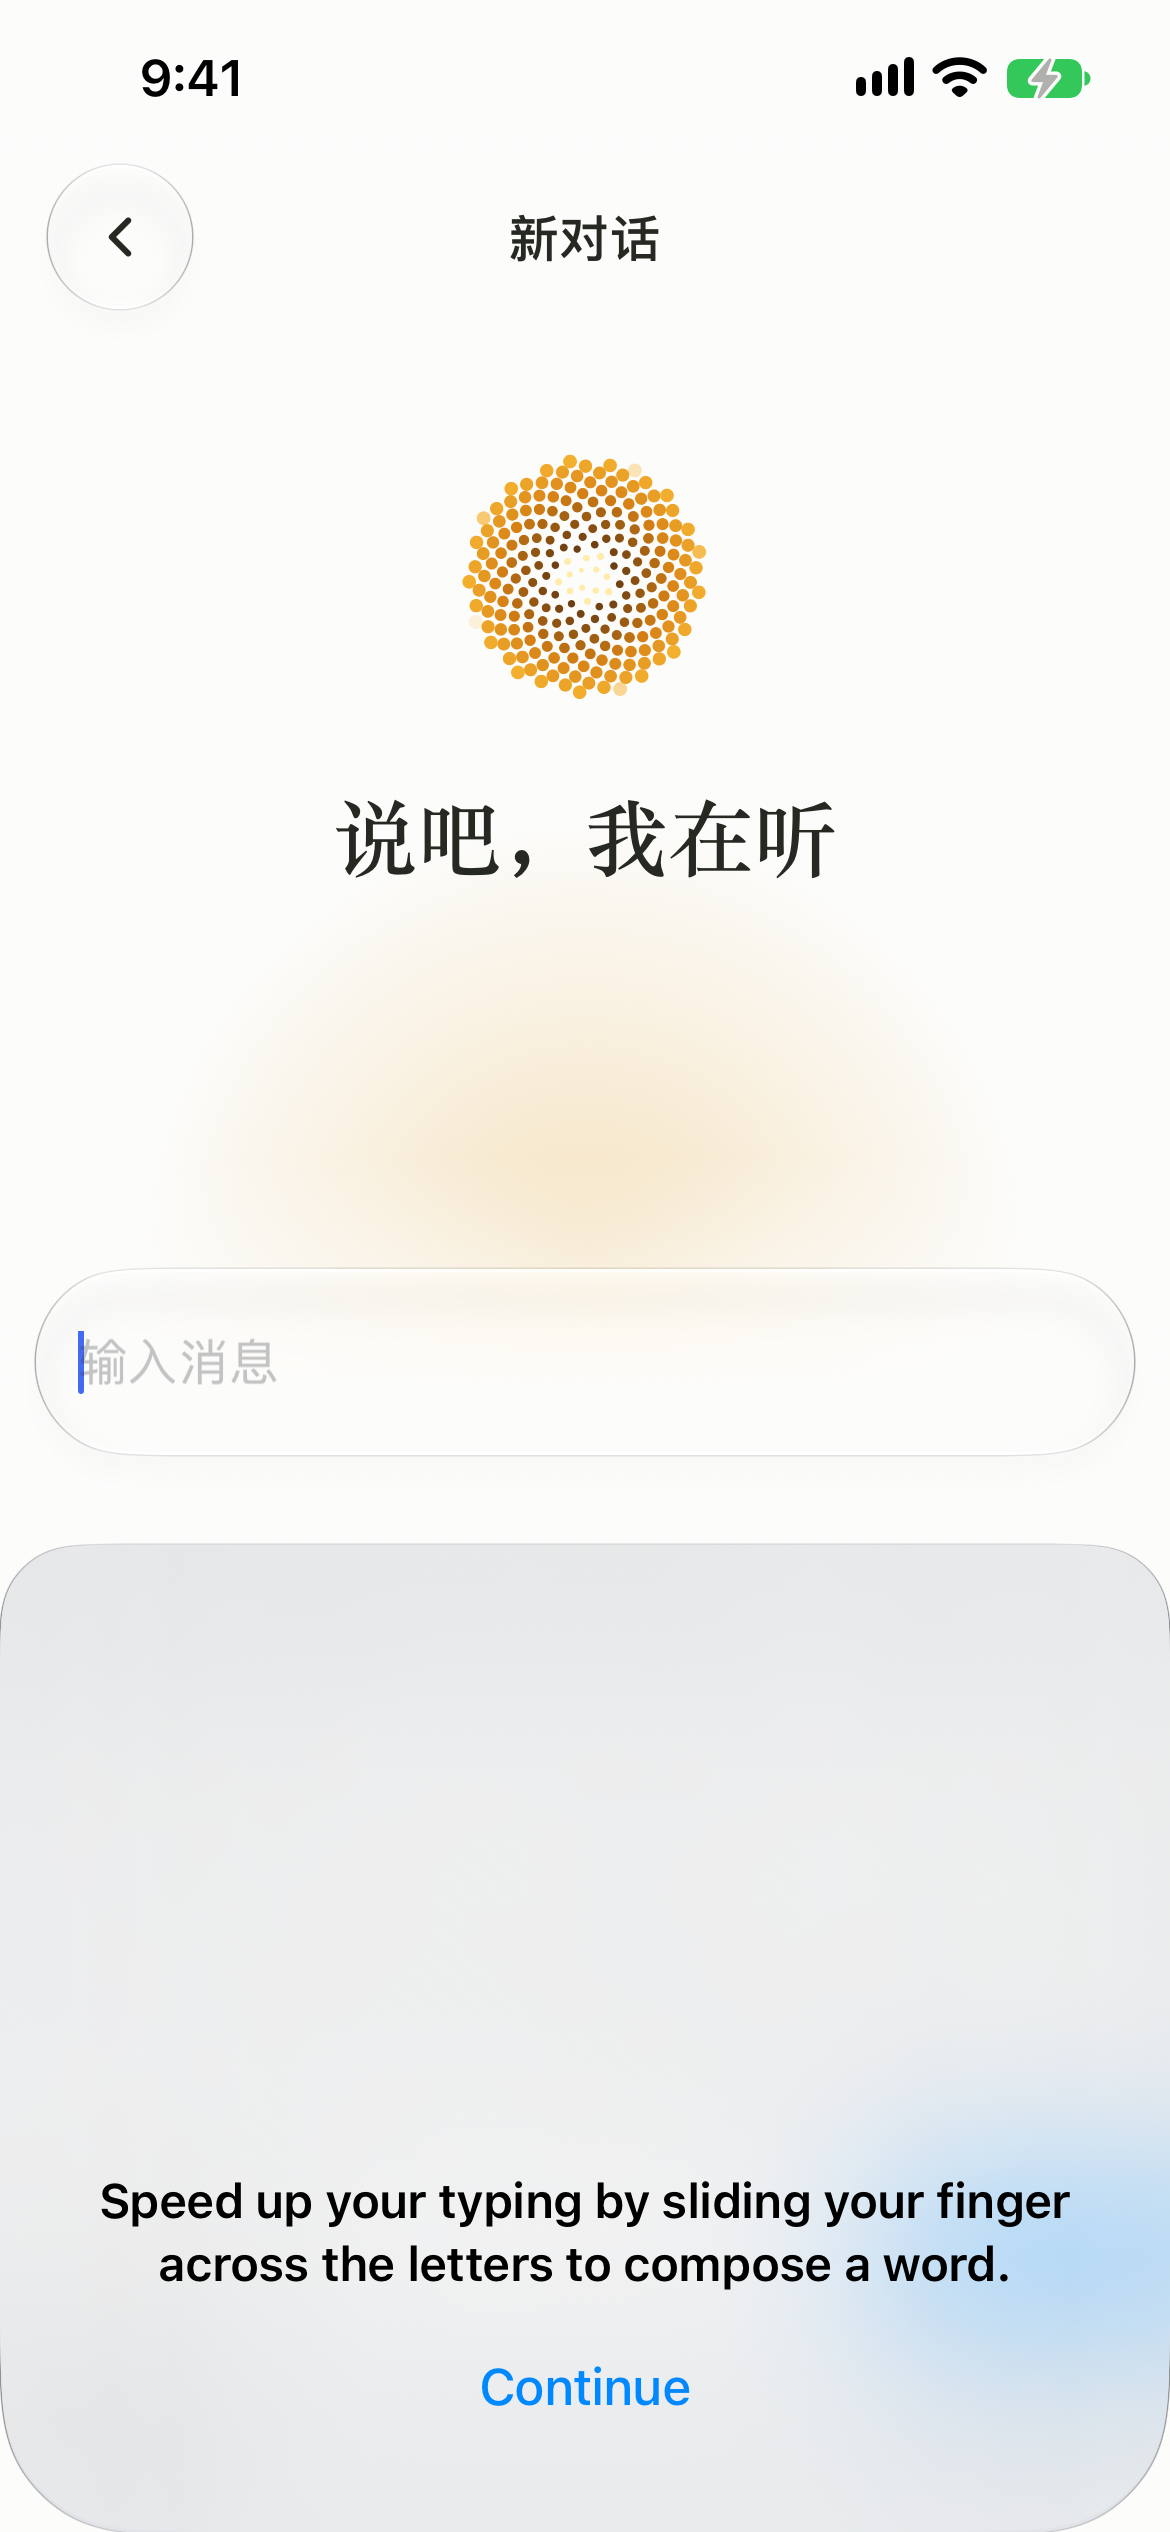 9:41
新对话
说吧，我在听
输入消息
Speed up your typing by sliding your finger
across the letters to compose a word.
Continue